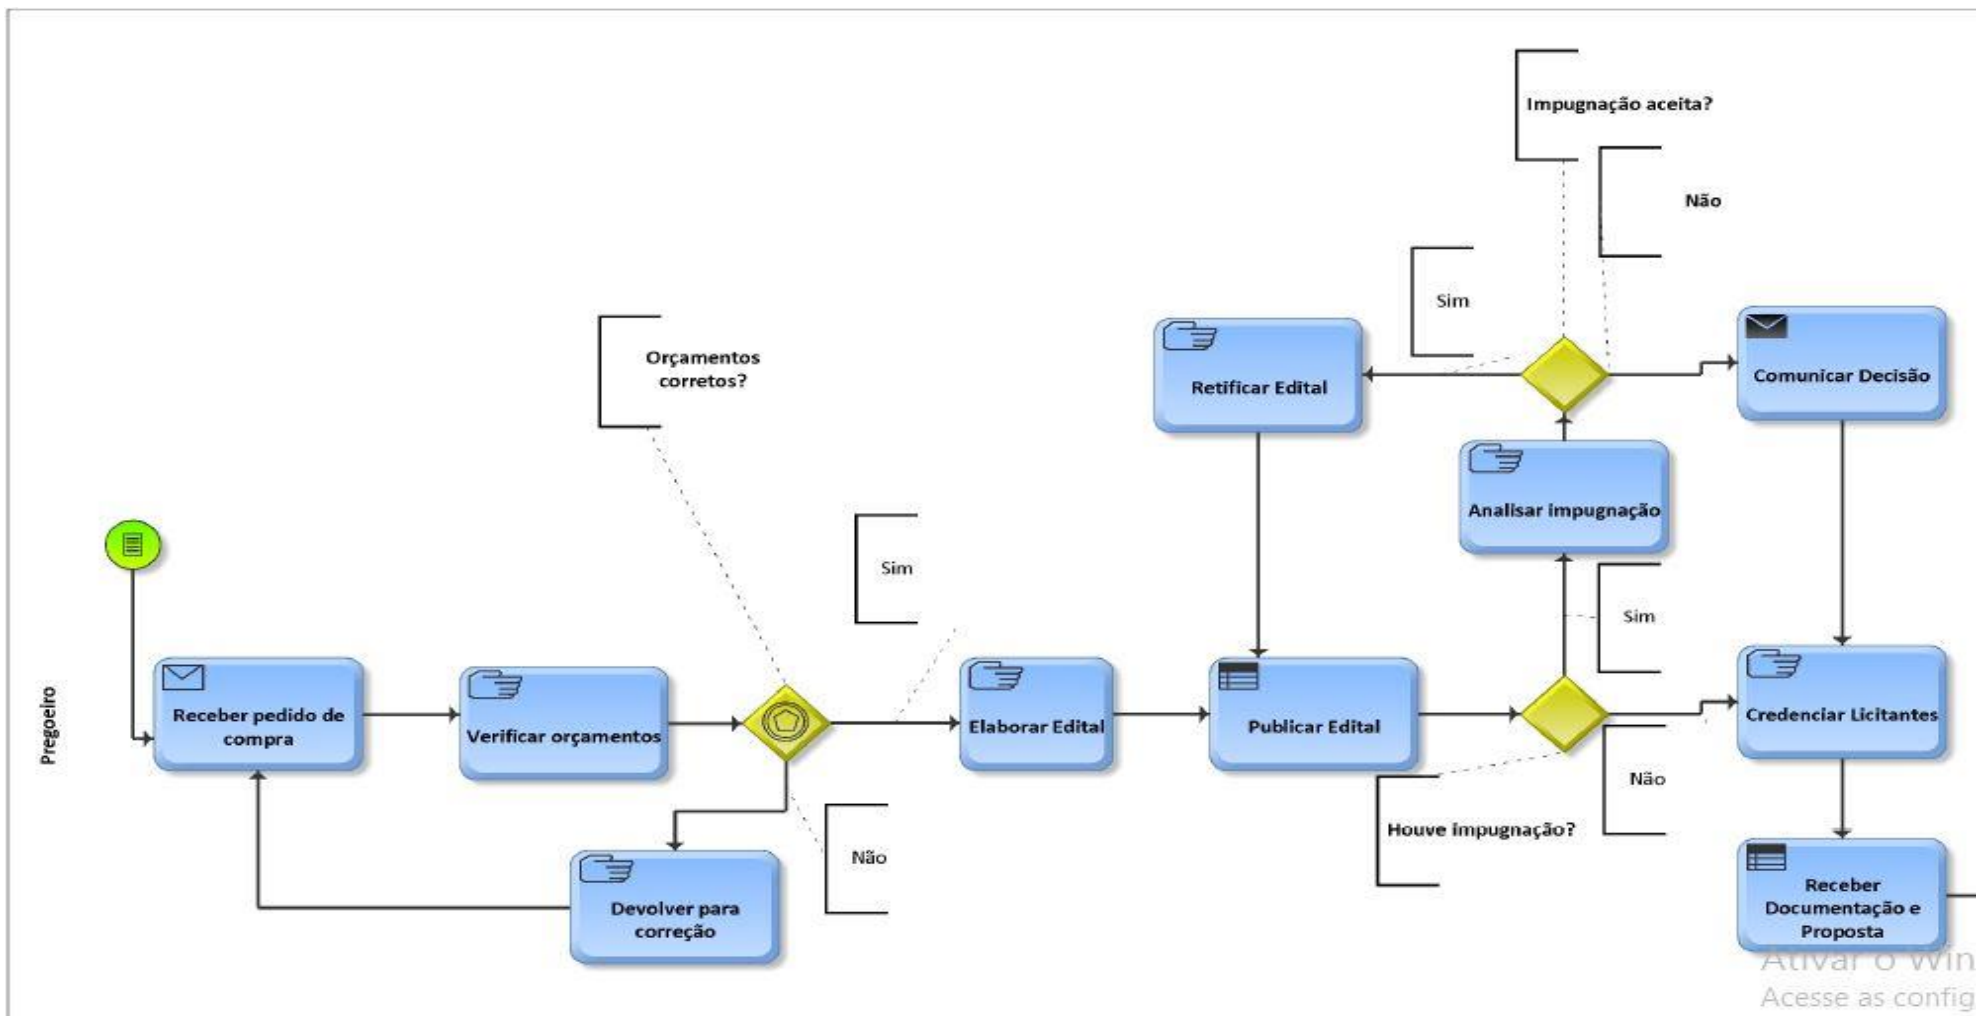 Impugnação aceita?
Não
Sim
Retificar Edital
Comunicar Decisão
Orçamentos
corretos?
Analisar impugnação
Sim
Sim
Pregoeiro
Receber pedido de
compra
Verificar orçamentos
Elaborar Edital
Publicar Edital
Credenciar Licitantes
Não
Houve impugnação?
Não
Devolver para
correção
Receber
Documentação e
Proposta
Ativar o Win
Acesse as config